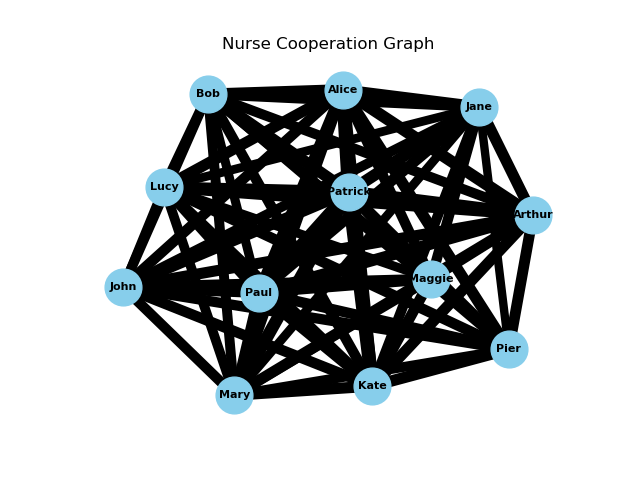 Nurse Cooperation Graph
Bob
Alice
Jane
Lucy
Patrick
Arthur
John
Paul
Maggie
Pier
Mary
Kate